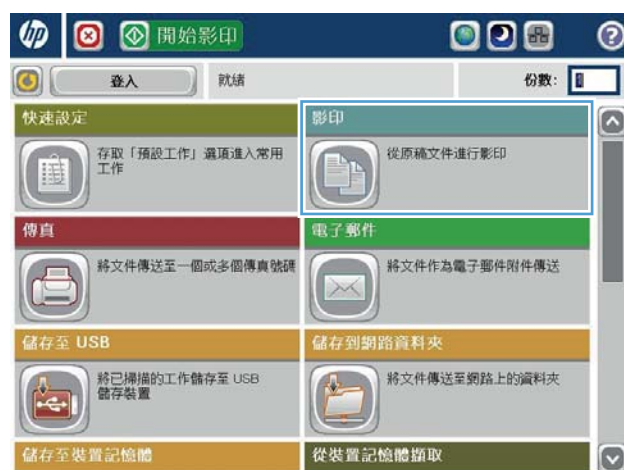 hp
開始影印
?
登入 就緒 份數: 1
快速設定
存取「預設工作」選項進入常用
工作
影印
從原稿文件進行影印
傳真
將文件傳送至一個或多個傳真號碼
電子郵件
將文件作為電子郵件附件傳送
儲存至 USB
將已掃描的工作儲存至 USB
儲存裝置
儲存到網路資料夾
將文件傳送至網路上的資料夾
儲存至裝置記憶體
從裝置記憶體擷取